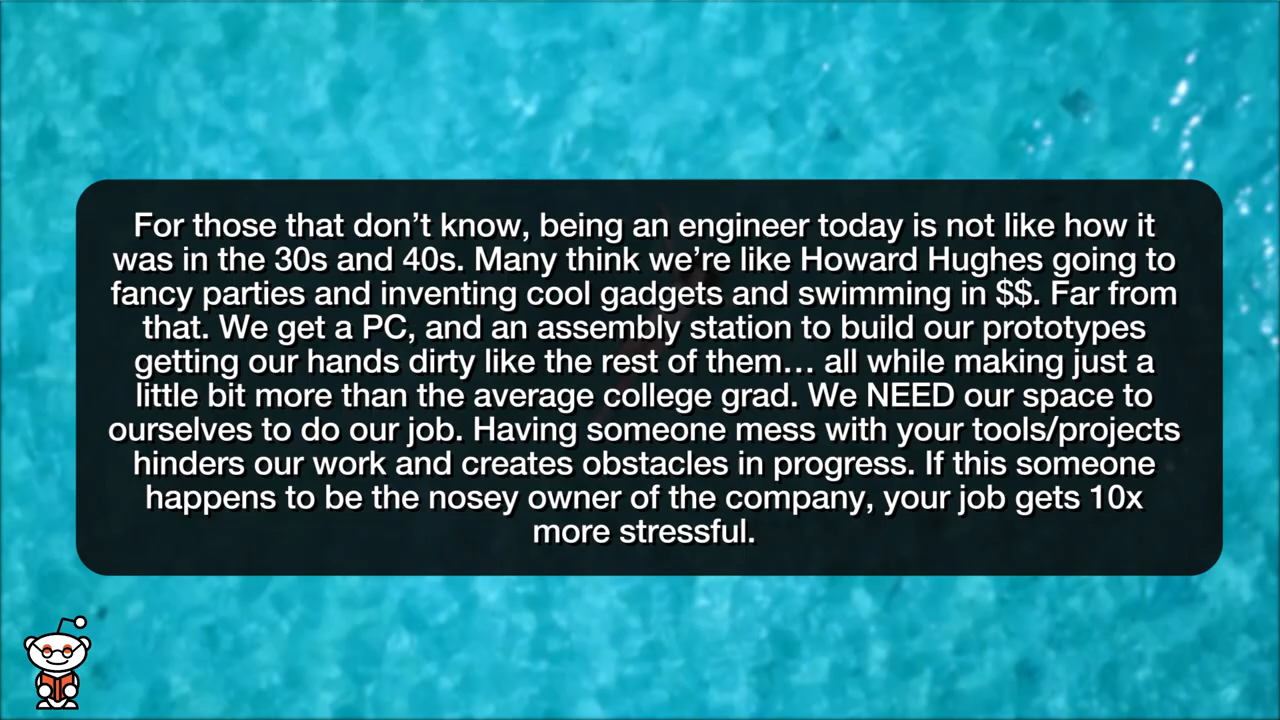 For those that don’t know, being an engineer today is not like how it
was in the 30s and 40s. Many think we’re like Howard Hughes going to
fancy parties and inventing cool gadgets and swimming in $$. Far from
that. We get a PC, and an assembly station to build our prototypes
getting our hands dirty like the rest of them… all while making just a
little bit more than the average college grad. We NEED our space to
ourselves to do our job. Having someone mess with your tools/projects
hinders our work and creates obstacles in progress. If this someone
happens to be the nosey owner of the company, your job gets 10x
more stressful.